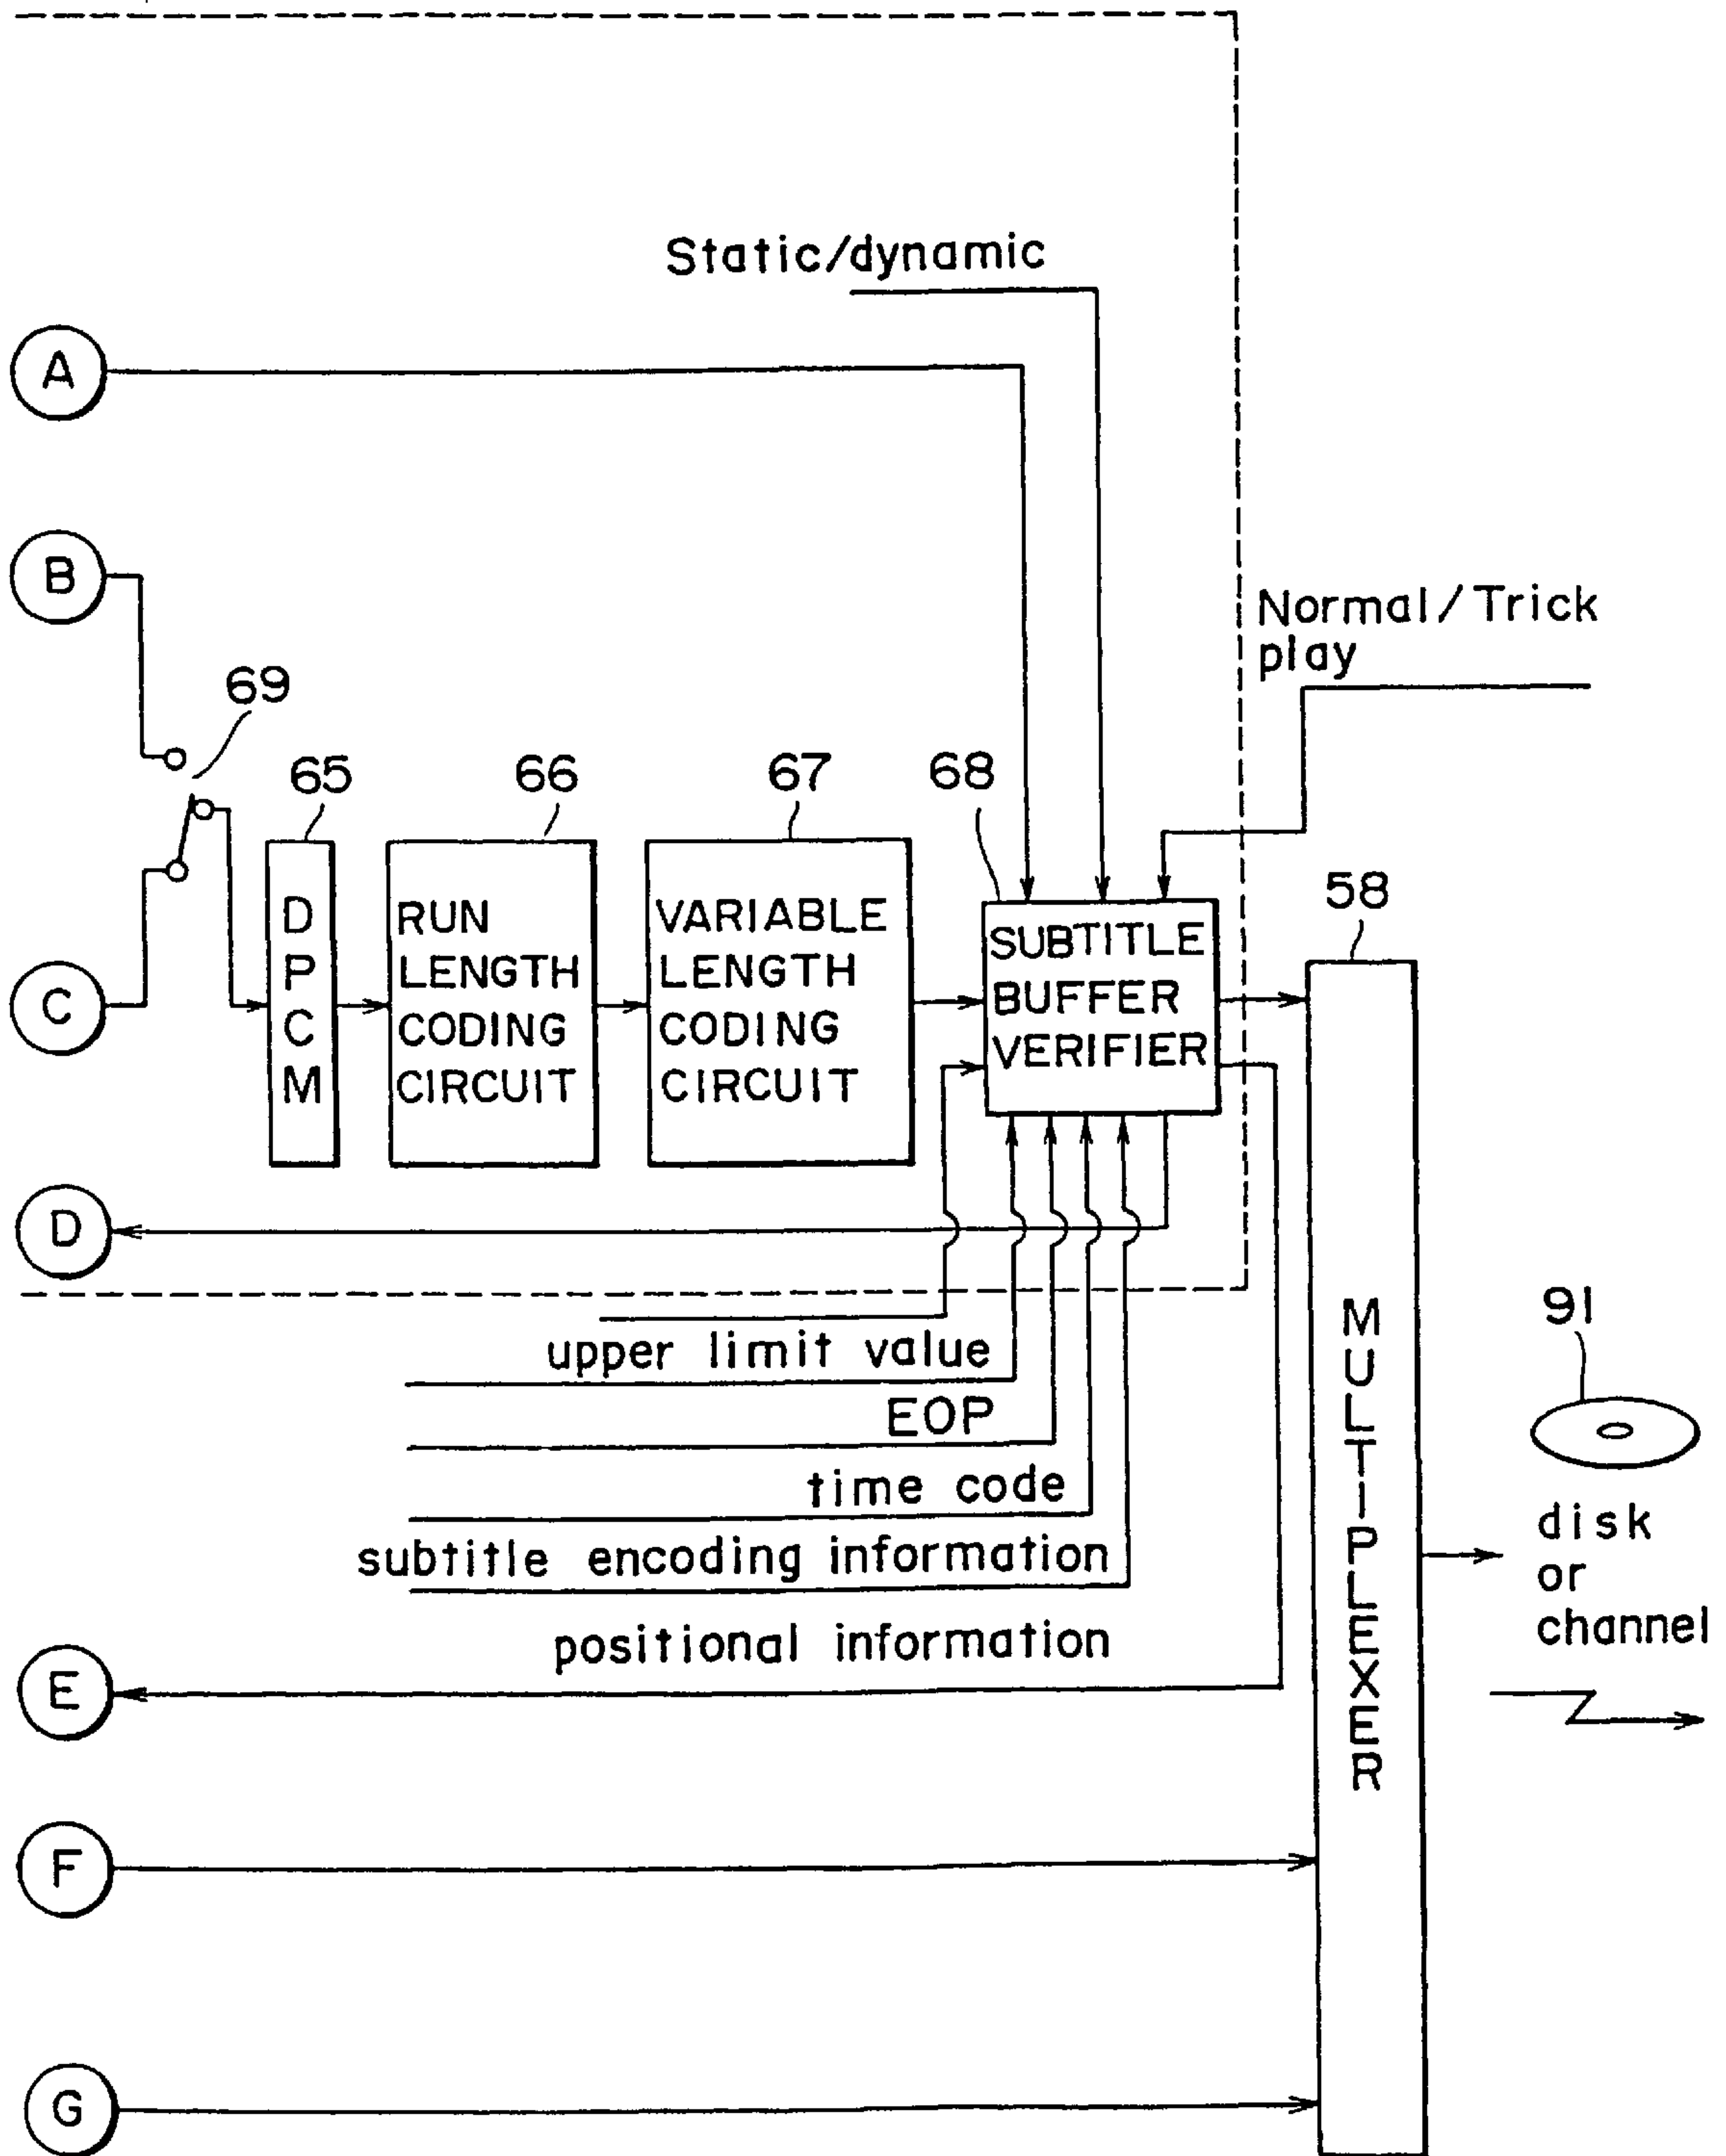 Static/dynamic
A
B
Normal/Trick
play
69
65
66
67
68
58
D
P
C
M
RUN
LENGTH
CODING
CIRCUIT
VARIABLE
LENGTH
CODING
CIRCUIT
SUBTITLE
BUFFER
VERIFIER
C
D
upper limit value
EOP
time code
subtitle encoding information
positional information
MULTIPLEXER
91
disk
or
channel
E
F
G